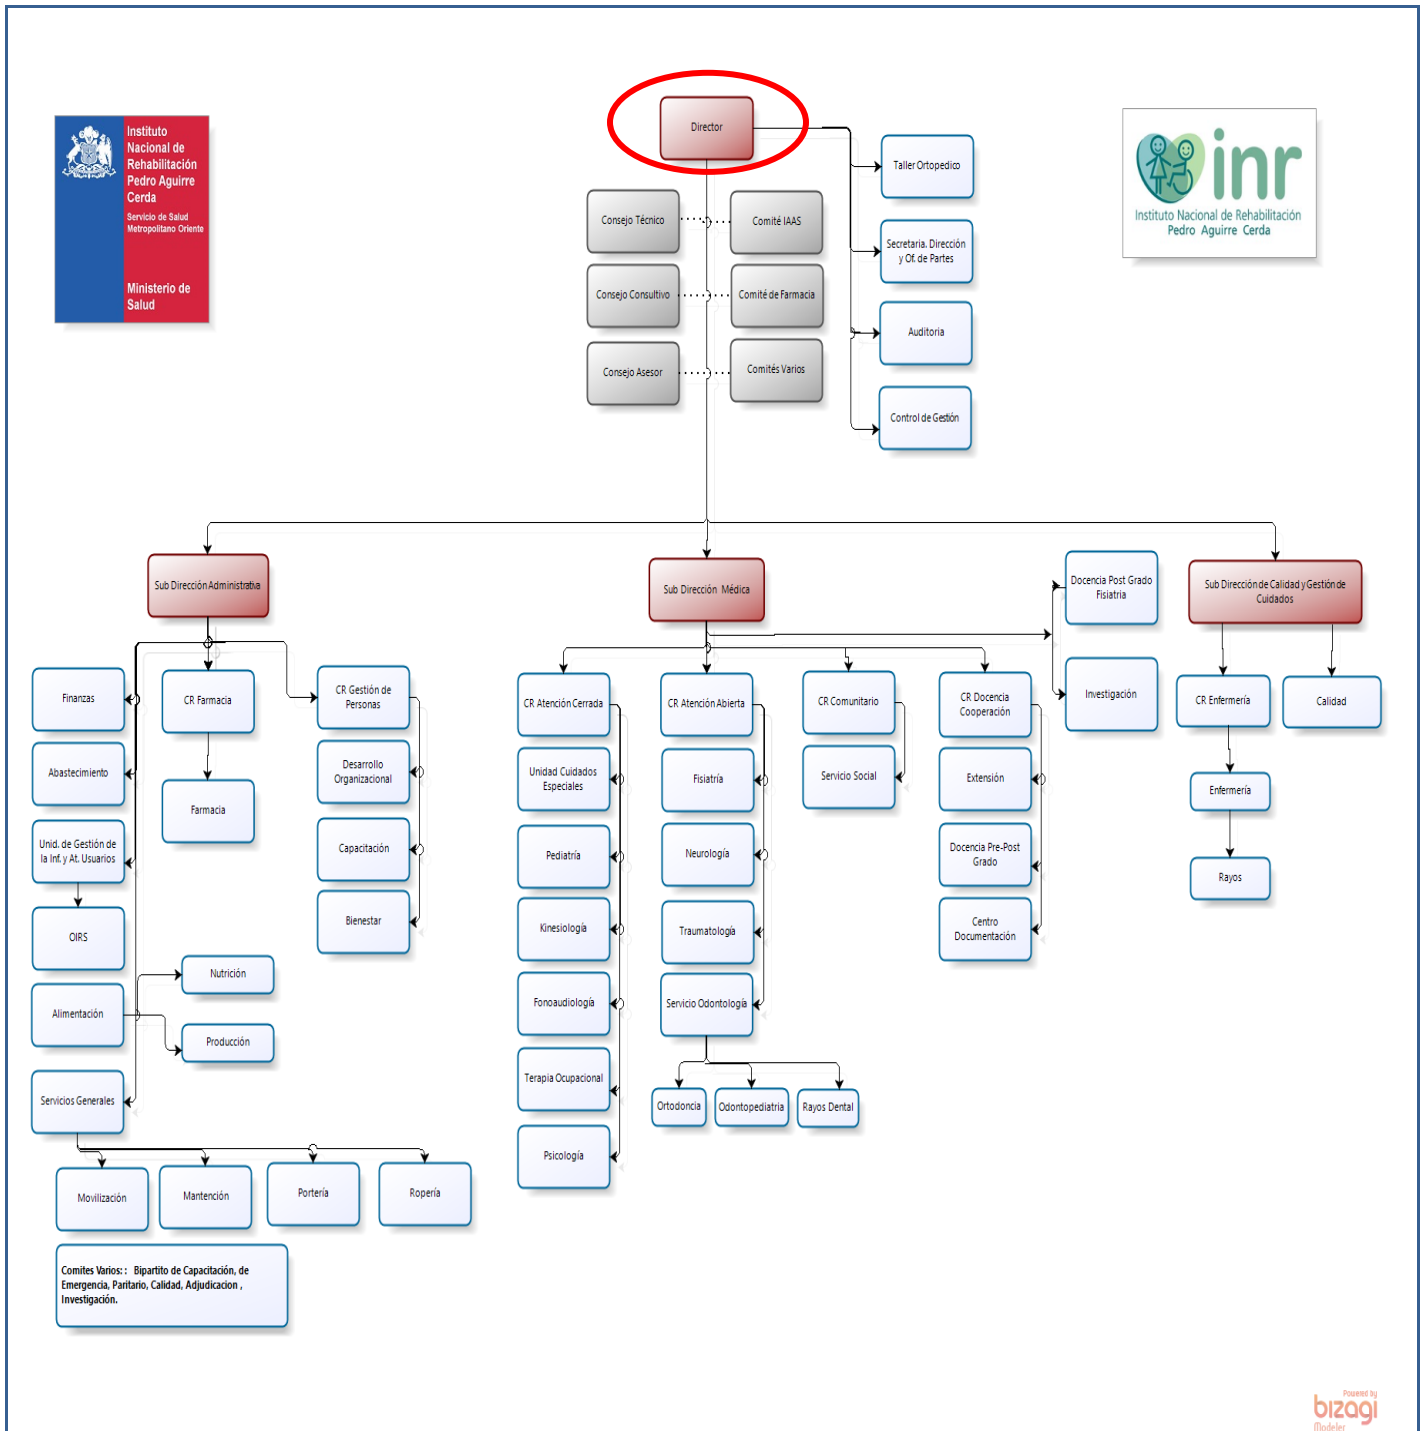 Instituto
Nacional de
Rehabilitación
Pedro Aguirre
Cerda
Servicio de Salud
Metropolitano Oriente
Ministerio de
Salud
Director
inr
Instituto Nacional de Rehabilitación
Pedro Aguirre Cerda
Taller Ortopedico
Consejo Técnico
Comité IAAS
Secretaria. Dirección
y Of. de Partes
Consejo Consultivo
Comité de Farmacia
Auditoria
Consejo Asesor
Comités Varios
Control de Gestión
Sub Dirección Administrativa
Sub Dirección Médica
Docencia Post Grado
Fisiatria
Sub Dirección de Calidad y Gestión de
Cuidados
Finanzas
CR Farmacia
CR Gestión de
Personas
CR Atención Cerrada
CR Atención Abierta
CR Comunitario
CR Docencia
Cooperación
Investigación
CR Enfermería
Calidad
Abastecimiento
Desarrollo
Organizacional
Unidad Cuidados
Especiales
Fisiatría
Servicio Social
Extensión
Enfermería
Farmacia
Unid. de Gestión de
la Inf. y At. Usuarios
Capacitación
Pediatría
Neurología
Docencia Pre-Post
Grado
Rayos
OIRS
Bienestar
Kinesiología
Traumatología
Centro
Documentación
Nutrición
Alimentación
Fonoaudiología
Servicio Odontología
Producción
Servicios Generales
Terapia Ocupacional
Ortodoncia
Odontopediatria
Rayos Dental
Psicología
Movilización
Mantención
Portería
Ropería
Comites Varios: : Bipartito de Capacitación, de
Emergencia, Paritario, Calidad, Adjudicacion ,
Investigación.
Powered by
bizagi
Modeler